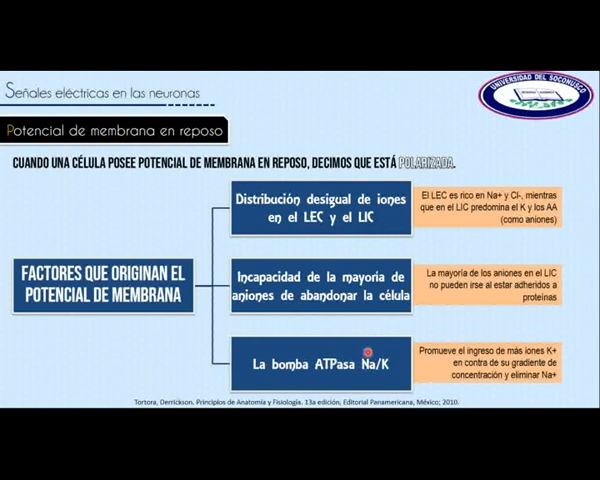 Señales eléctricas en las neuronas
UNIVERSIDAD DEL SOCONUSCO
Potencial de membrana en reposo
CUANDO UNA CÉLULA POSEE POTENCIAL DE MEMBRANA EN REPOSO, DECIMOS QUE ESTÁ POLARIZADA.
Distribución desigual de iones
en el LEC y el LIC
El LEC es rico en Na+ y Cl-, mientras
que en el LIC predomina el K y los AA
(como aniones)
FACTORES QUE ORIGINAN EL
POTENCIAL DE MEMBRANA
Incapacidad de la mayoria de
aniones de abandonar la célula
La mayoría de los aniones en el LIC
no pueden irse al estar adheridos a
proteínas
La bomba ATPasa Na/K
Promueve el ingreso de más iones K+
en contra de su gradiente de
concentración y eliminar Na+
Tortora, Derrickson. Principios de Anatomía y Fisiología. 13a edición, Editorial Panamericana, México; 2010.